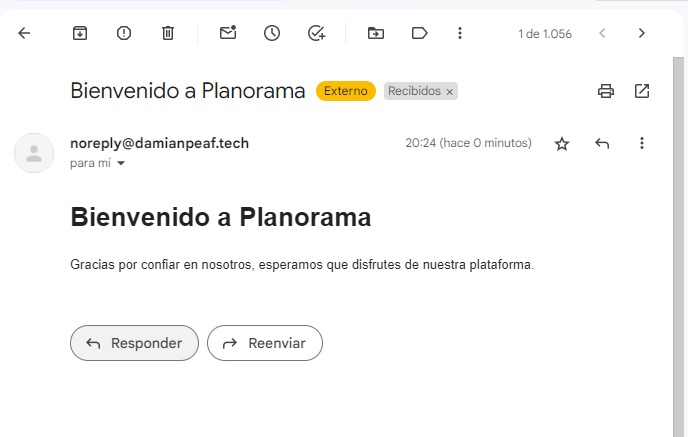 1 de 1.056
Bienvenido a Planorama Externo Recibidos ×
noreply@damianpeaf.tech 20:24 (hace 0 minutos)
para mí
Bienvenido a Planorama
Gracias por confiar en nosotros, esperamos que disfrutes de nuestra plataforma.
Responder Reenviar